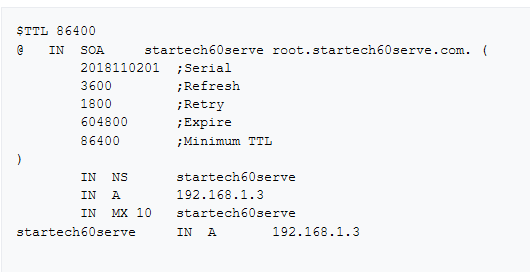 $TTL 86400
@   IN  SOA     startech60serve root.startech60serve.com. (
        2018110201  ;Serial
        3600        ;Refresh
        1800        ;Retry
        604800      ;Expire
        86400       ;Minimum TTL
)
        IN  NS      startech60serve
        IN  A       192.168.1.3
        IN  MX 10   startech60serve
startech60serve     IN  A       192.168.1.3